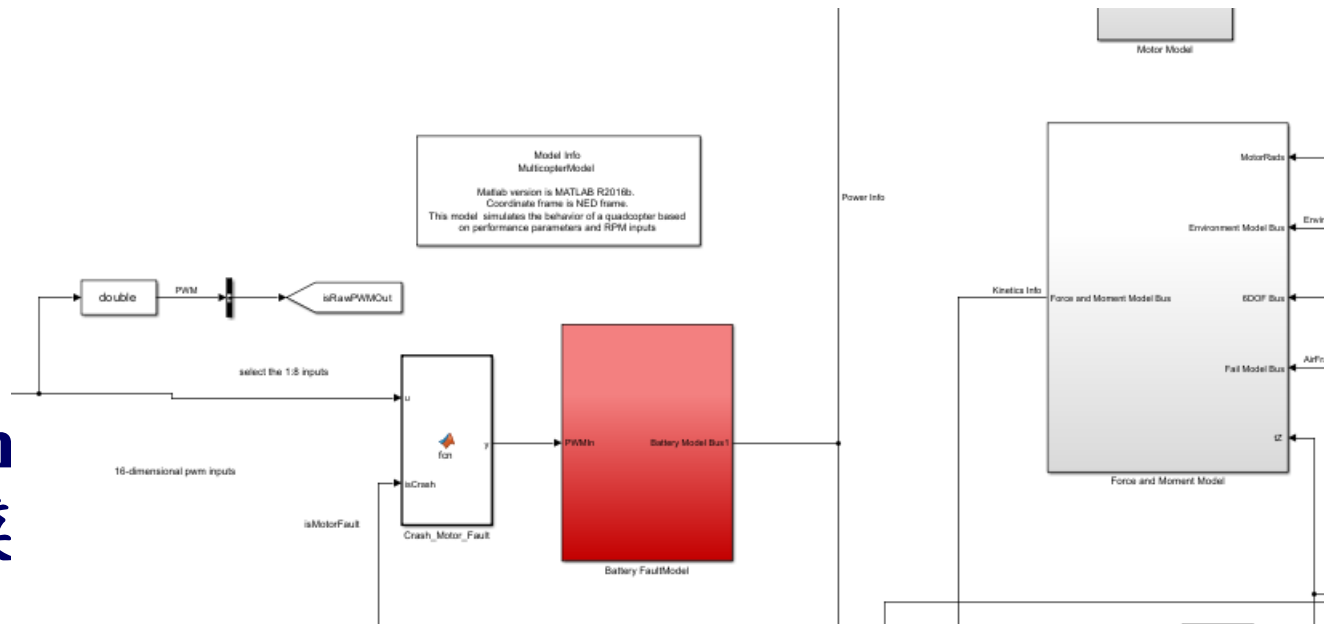 Motor Model
Model Info
MulticopterModel
Matlab version is MATLAB R2016b.
Coordinate frame is NED frame.
This model simulates the behavior of a quadcopter based
on performance parameters and RPM inputs
Power Info
MotorRads
Environment Model Bus
Envir
double
PWM
isRawPWMOut
Kinetics Info
Force and Moment Model Bus
6DOF Bus
AirFr
Fail Model Bus
tZ
Force and Moment Model
select the 1:8 inputs
u
fcn
y
isCrash
Crash_Motor_Fault
16-dimensional pwm inputs
isMotorFault
PWMIn
Battery Model Bus1
Battery FaultModel